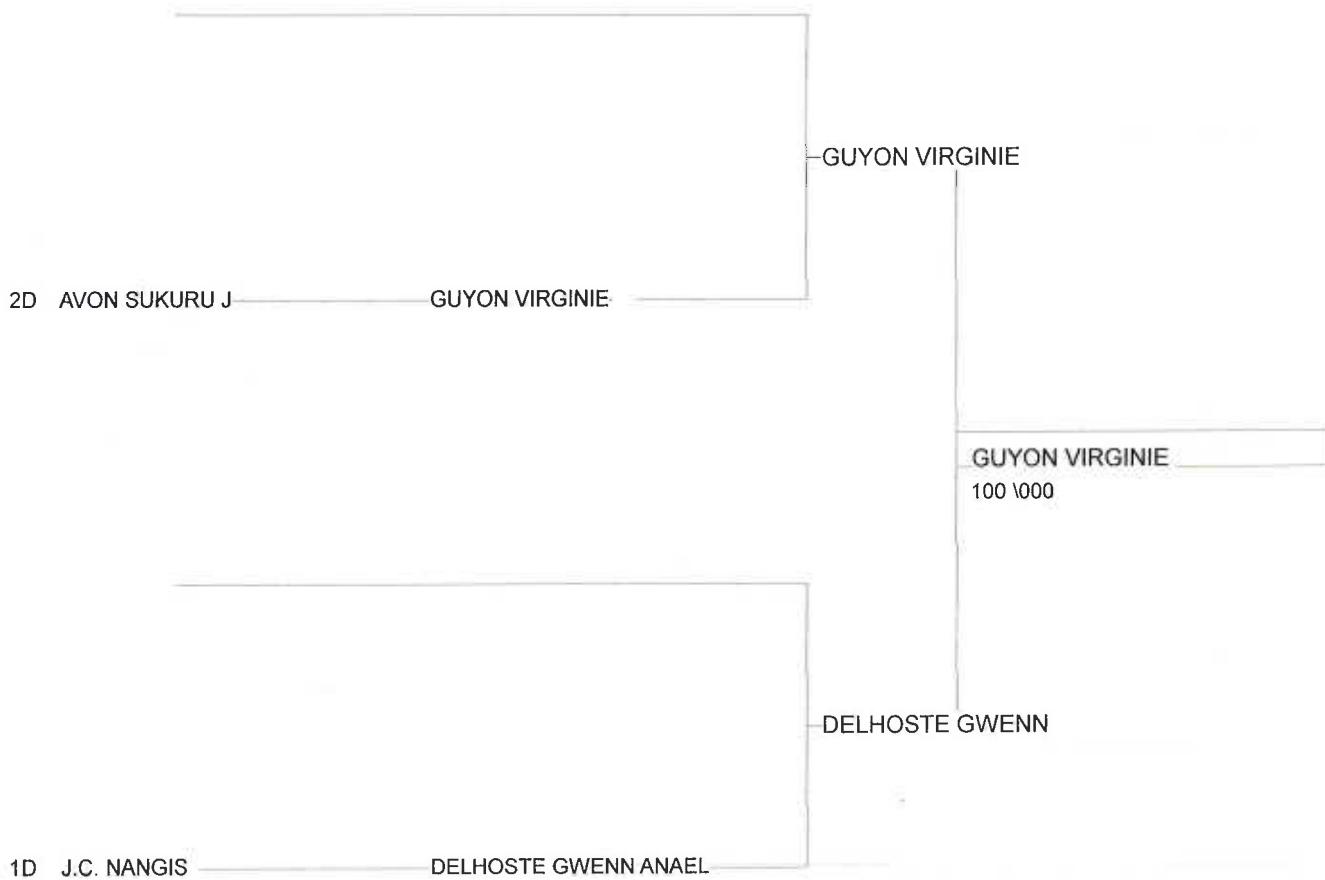 GUYON VIRGINIE
2D AVON SUKURU J GUYON VIRGINIE
GUYON VIRGINIE
100 \000
DELHOSTE GWENN
1D J.C. NANGIS DELHOSTE GWENN ANAEL